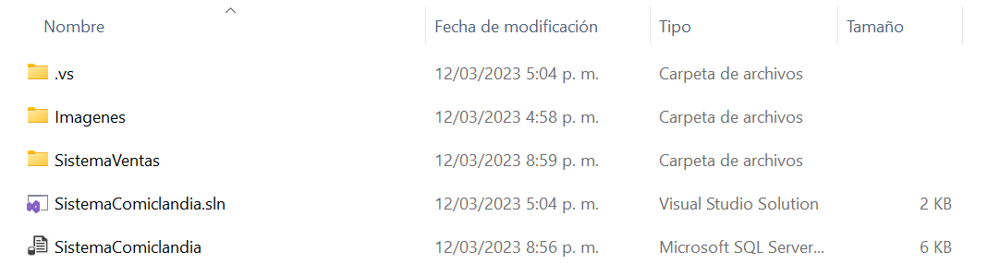 Nombre Fecha de modificación Tipo Tamaño
.vs 12/03/2023 5:04 p. m. Carpeta de archivos
Imagenes 12/03/2023 4:58 p. m. Carpeta de archivos
SistemaVentas 12/03/2023 8:59 p. m. Carpeta de archivos
SistemaComiclandia.sln 12/03/2023 5:04 p. m. Visual Studio Solution 2 KB
SistemaComiclandia 12/03/2023 8:56 p. m. Microsoft SQL Server... 6 KB